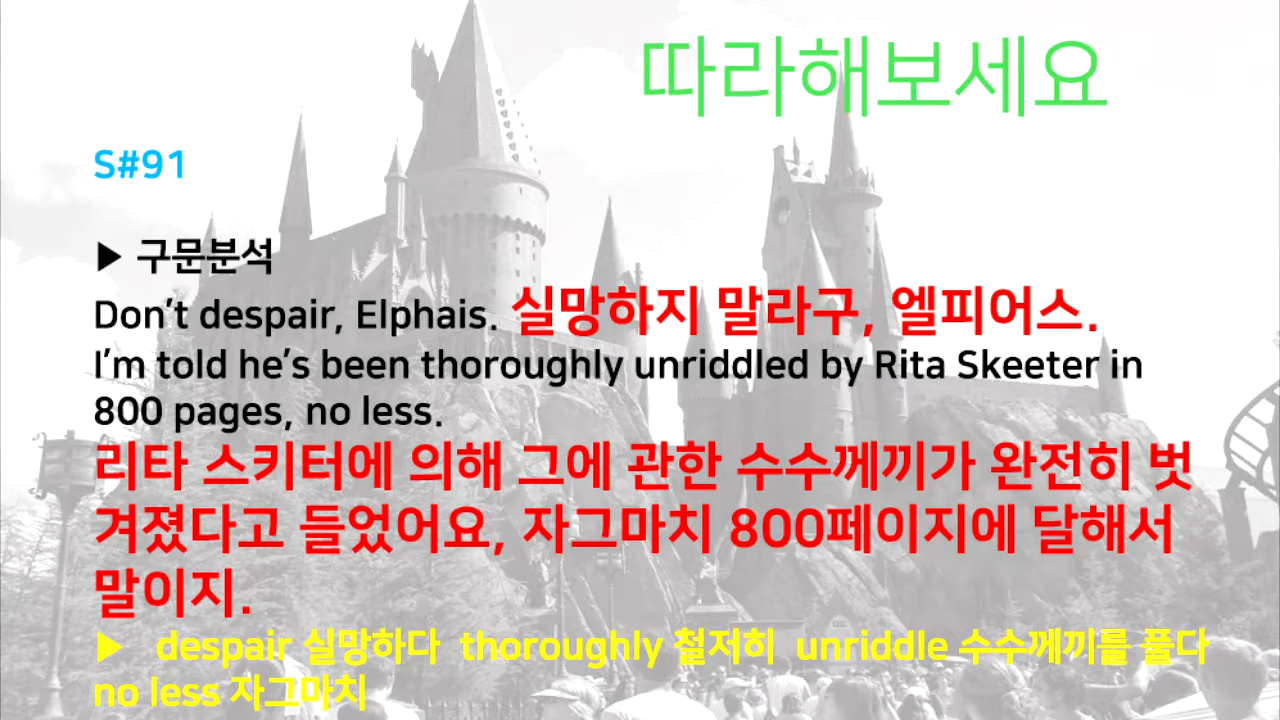 따라해보세요
S#91
▶ 구문분석
Don't despair, Elphais. 실망하지 말라구, 엘피어스.
I'm told he's been thoroughly unriddled by Rita Skeeter in
800 pages, no less.
리타 스키터에 의해 그에 관한 수수께끼가 완전히 벗
겨졌다고 들었어요, 자그마치 800페이지에 달해서
말이지.
▶ despair 실망하다 thoroughly 철저히 unriddle 수수께끼를 풀다
no less 자그마치